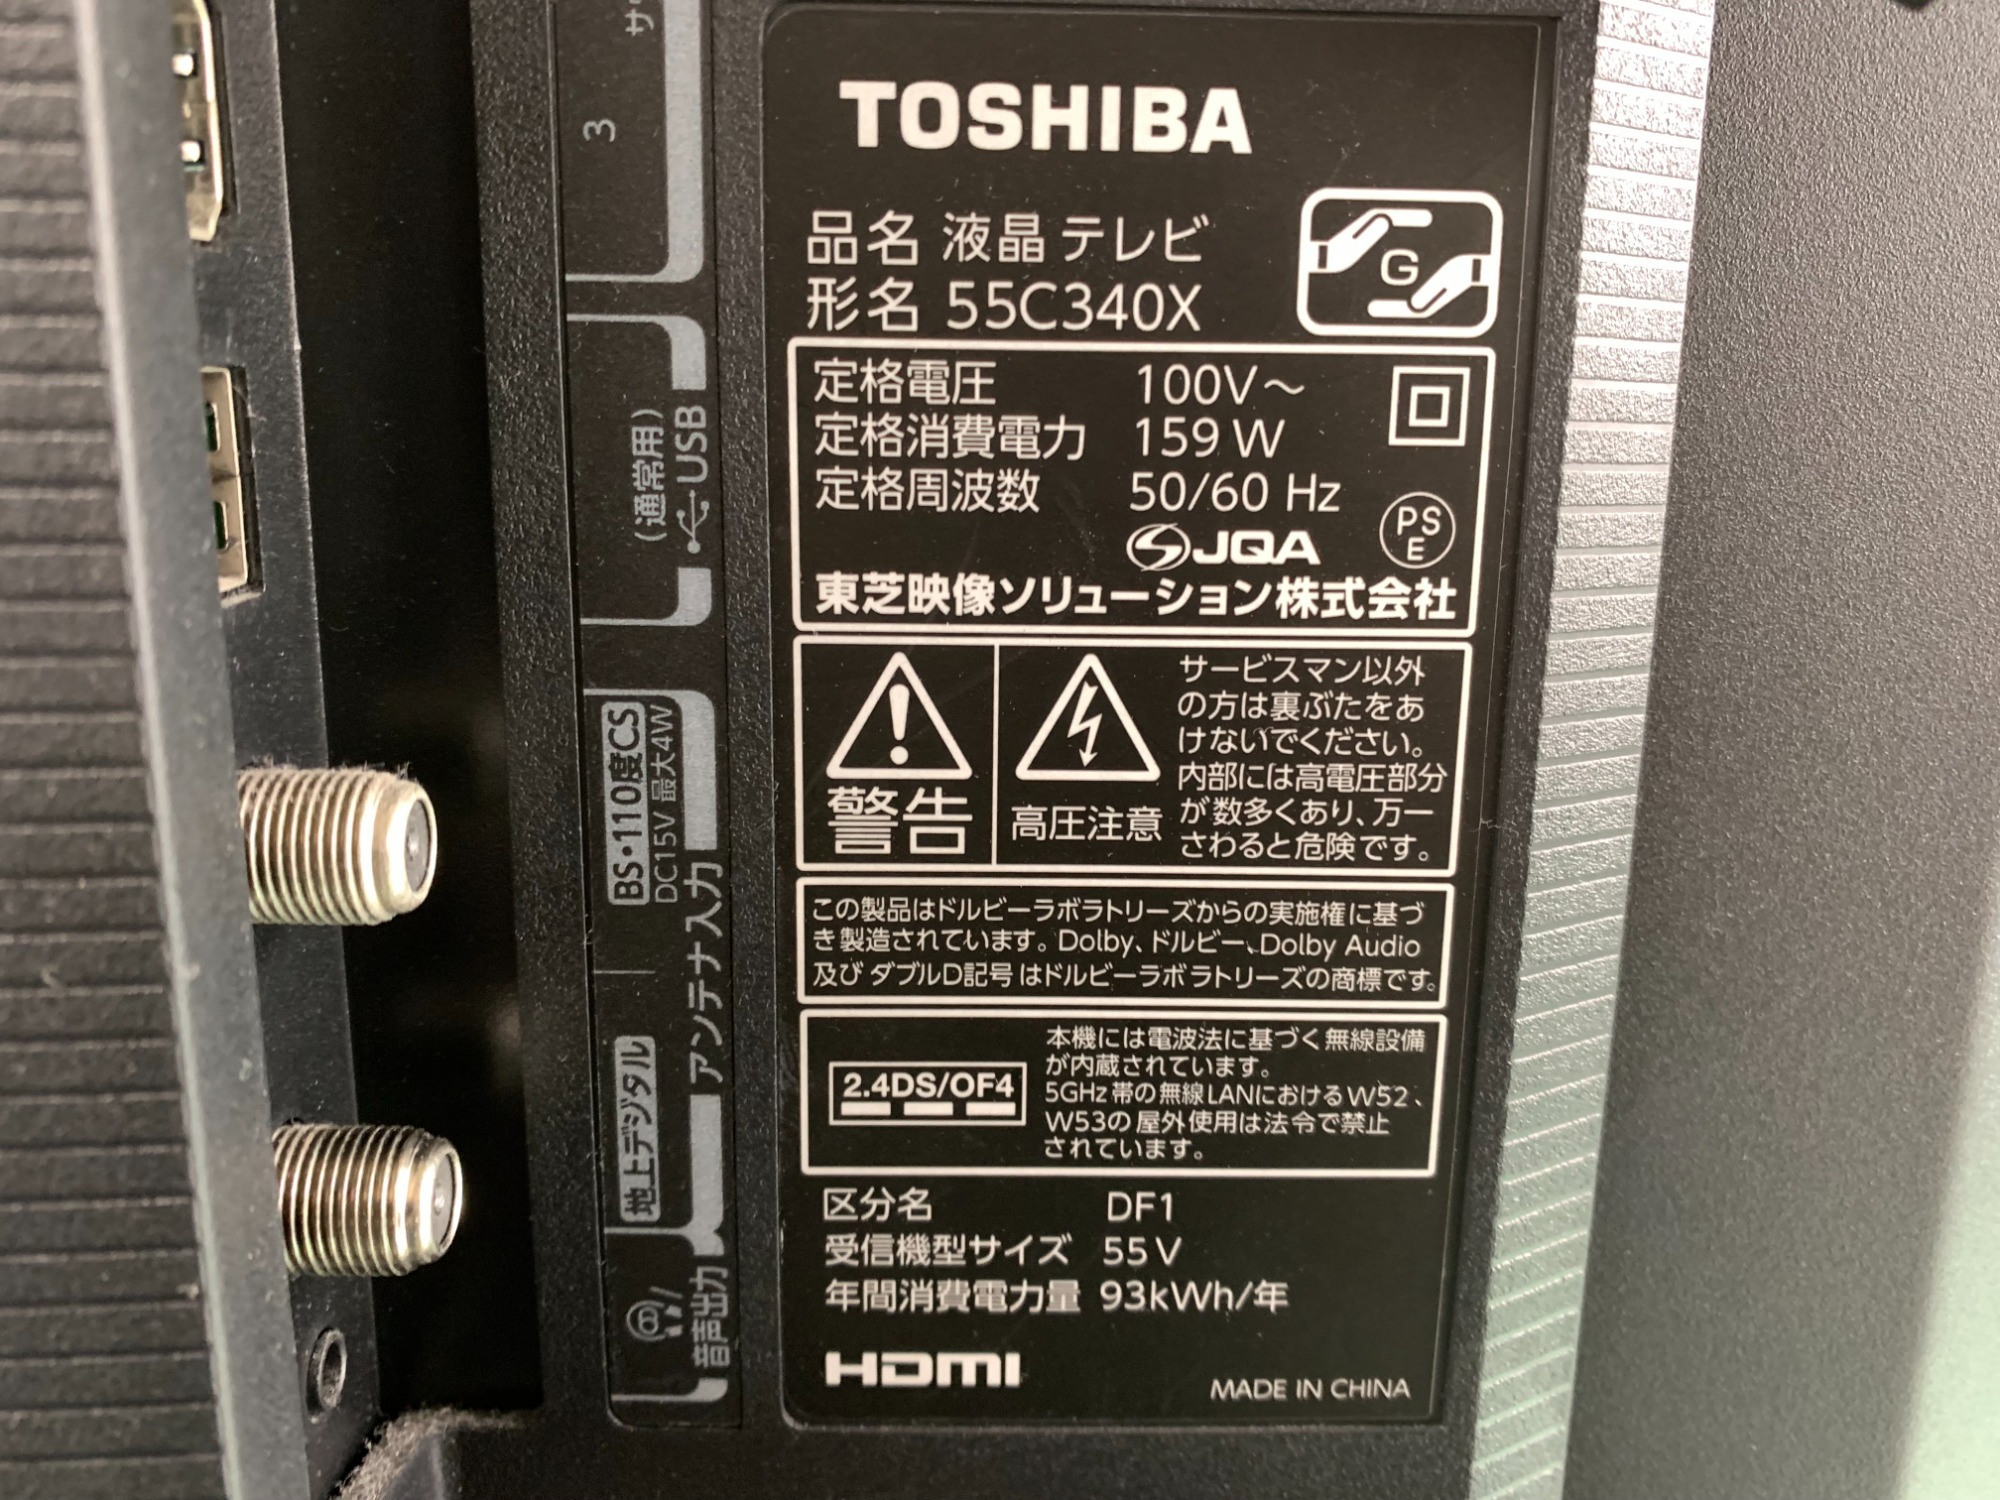 サ
3
(通常用)
USB
BS・110度CS
DC15V 最大4W
アンテナ入力
地上デジタル
音声出力
TOSHIBA
品名 液晶テレビ
形名 55C340X
G
定格電圧 100V～
定格消費電力 159W
定格周波数 50/60 Hz
JQA
PS
E
東芝映像ソリューション株式会社
警告
高圧注意
サービスマン以外
の方は裏ぶたをあ
けないでください。
内部には高電圧部分
が数多くあり、万一
さわると危険です。
この製品はドルビーラボラトリーズからの実施権に基づ
き製造されています。Dolby、ドルビー、Dolby Audio
及び ダブルD記号 はドルビーラボラトリーズの商標です。
2.4DS/OF4
本機には電波法に基づく無線設備
が内蔵されています。
5GHz帯の無線LANにおけるW52、
W53の屋外使用は法令で禁止
されています。
区分名 DF1
受信機型サイズ 55V
年間消費電力量 93kWh/年
HDMI
MADE IN CHINA